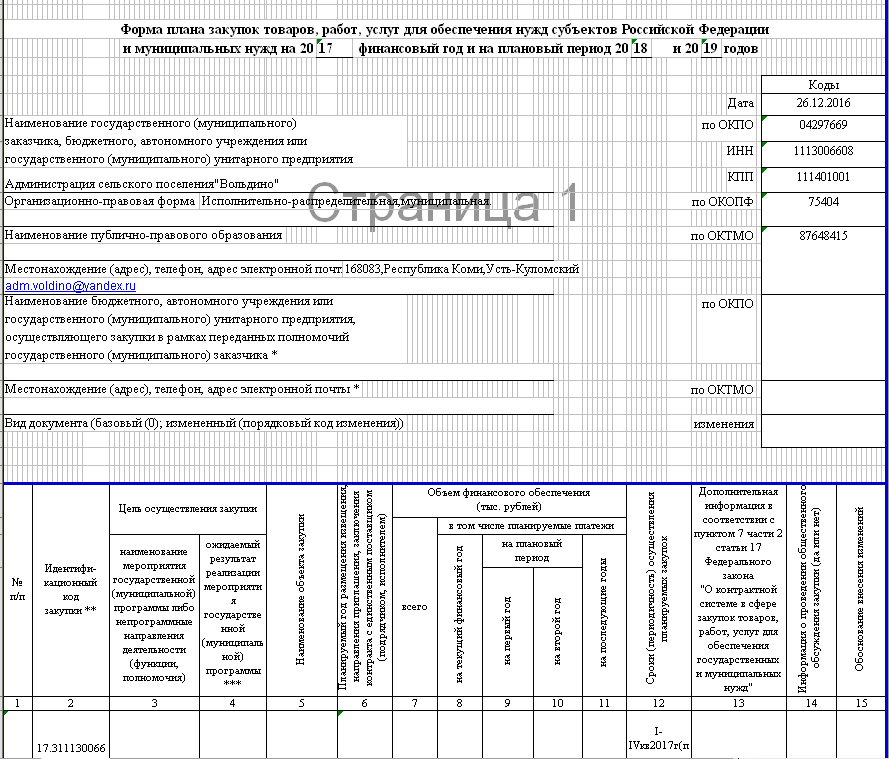 Форма плана закупок товаров, работ, услуг для обеспечения нужд субъектов Российской Федерации
и муниципальных нужд на 20 17 финансовый год и на плановый период 20 18 и 20 19 годов
Коды
Дата 26.12.2016
Наименование государственного (муниципального)
заказчика, бюджетного, автономного учреждения или
государственного (муниципального) унитарного предприятия
по ОКПО 04297669
ИНН 1113006608
КПП 111401001
Администрация сельского поселения"Вольдино"
Организационно-правовая форма Исполнительно-распределительная,муниципальная. по ОКОПФ 75404
Страница 1
Наименование публично-правового образования по ОКТМО 87648415
Местонахождение (адрес), телефон, адрес электронной почт 168083,Республика Коми,Усть-Куломский
adm.voldino@yandex.ru
Наименование бюджетного, автономного учреждения или
государственного (муниципального) унитарного предприятия,
осуществляющего закупки в рамках переданных полномочий
государственного (муниципального) заказчика *
по ОКПО
Местонахождение (адрес), телефон, адрес электронной почты * по ОКТМО
Вид документа (базовый (0); измененный (порядковый код изменения)) изменения
№
п/п
Идентифи-
кационный
код
закупки **
Цель осуществления закупки
наименование
мероприятия
государственной
(муниципальной)
программы либо
непрограммные
направления
деятельности
(функции,
полномочия)
ожидаемый
результат
реализации
мероприяти
я
государстве
нной
(муниципаль
ной)
программы
***
Наименование объекта закупки
Планируемый год размещения извещения,
направления приглашения, заключения
контракта с единственным поставщиком
(подрядчиком, исполнителем)
Объем финансового обеспечения
(тыс. рублей)
всего
в том числе планируемые платежи
на текущий финансовый год
на плановый
период
на первый год
на второй год
на последующие годы
Сроки (периодичность) осуществления
планируемых закупок
Дополнительная
информация в
соответствии с
пунктом 7 части 2
статьи 17
Федерального
закона
"О контрактной
системе в сфере
закупок товаров,
работ, услуг для
обеспечения
государственных
и муниципальных
нужд"
Информация о проведении общественного
обсуждения закупки (да или нет)
Обоснование внесения изменений
1 2 3 4 5 6 7 8 9 10 11 12 13 14 15
17.311130066
I-
IVкв2017г(п